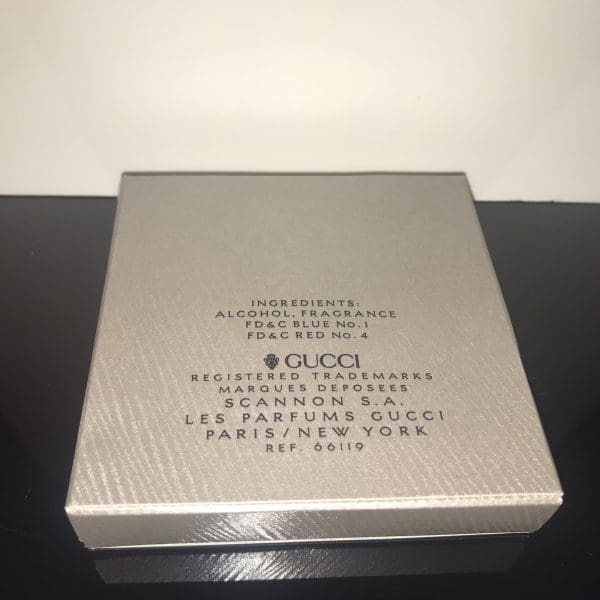 INGREDIENTS:
ALCOHOL, FRAGRANCE
FD&C BLUE No. 1
FD&C RED No. 4
GUCCI
REGISTERED TRADEMARKS
MARQUES DEPOSEES
SCANNON S.A.
LES PARFUMS GUCCI
PARIS/NEW YORK
REF. 66119